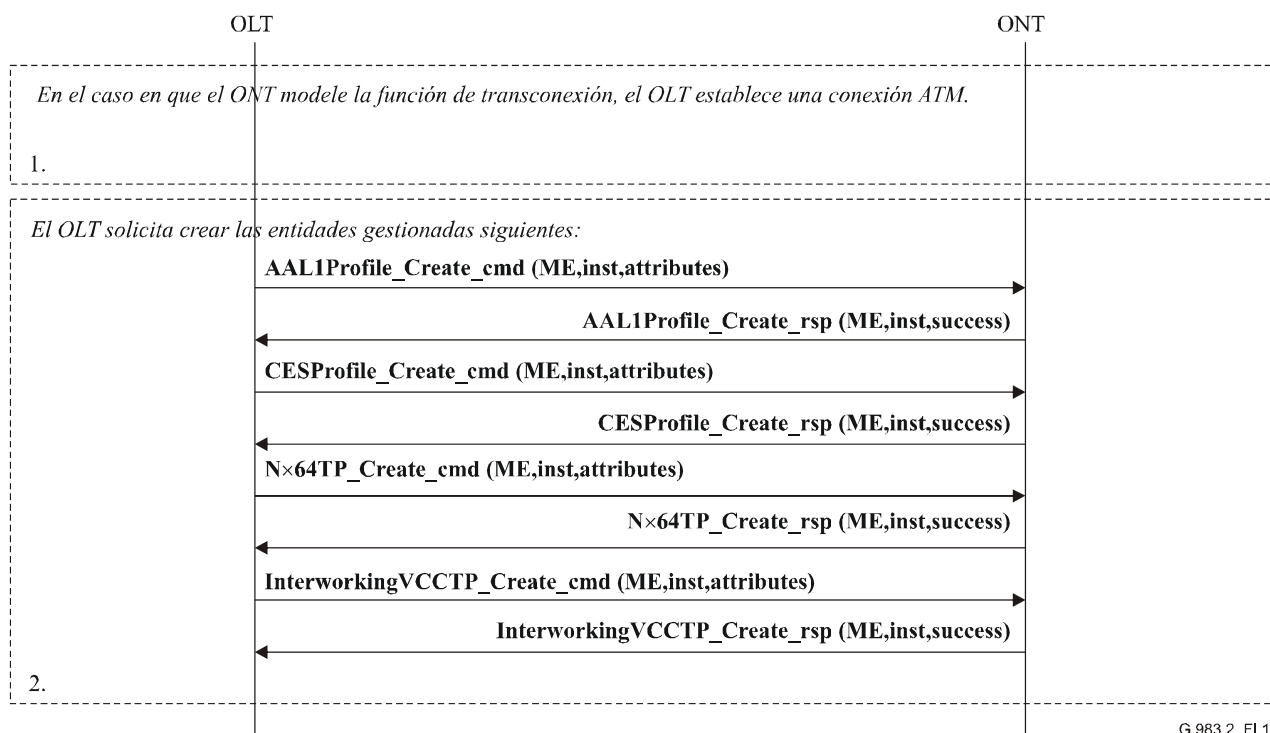 OLT ONT
En el caso en que el ONT modele la función de transconexión, el OLT establece una conexión ATM.
1.
El OLT solicita crear las entidades gestionadas siguientes:
AAL1Profile_Create_cmd (ME,inst,attributes)
AAL1Profile_Create_rsp (ME,inst,success)
CESProfile_Create_cmd (ME,inst,attributes)
CESProfile_Create_rsp (ME,inst,success)
N×64TP_Create_cmd (ME,inst,attributes)
N×64TP_Create_rsp (ME,inst,success)
InterworkingVCCTP_Create_cmd (ME,inst,attributes)
InterworkingVCCTP_Create_rsp (ME,inst,success)
2.
G.983.2_FI.1